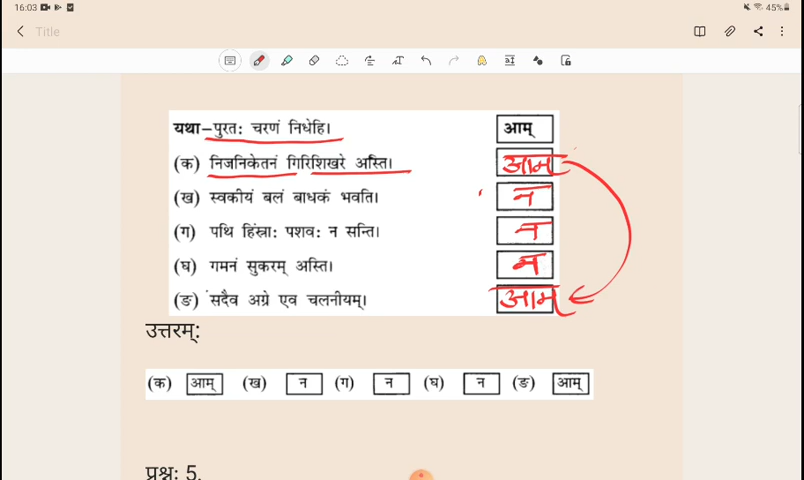 16:03 45%
Title
यथा–पुरतः चरणं निधेहि। आम्
(क) निजनिकेतनं गिरिशिखरे अस्ति। आम्
(ख) स्वकीयं बलं बाधकं भवति। न
(ग) पथि हिंस्राः पशवः न सन्ति। न
(घ) गमनं सुकरम् अस्ति। न
(ङ) सदैव अग्रे एव चलनीयम्। आम्
उत्तरम्:
(क) आम् (ख) न (ग) न (घ) न (ङ) आम्
प्रश्नः 5.